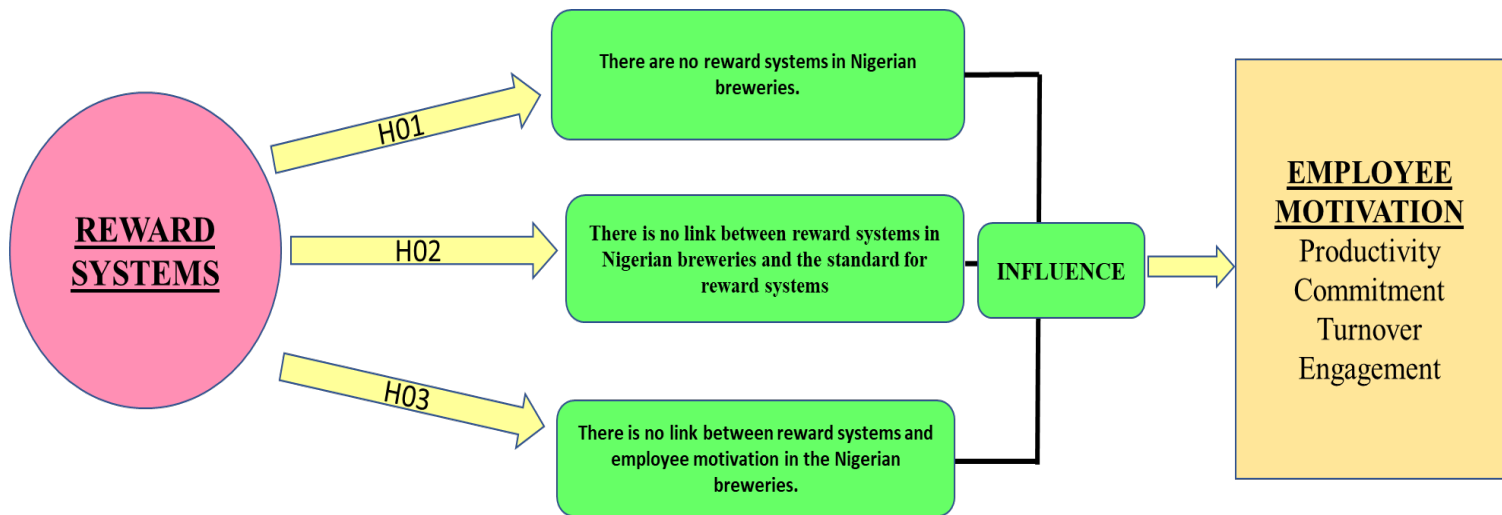 REWARD
SYSTEMS
H01
There are no reward systems in Nigerian
breweries.
H02
There is no link between reward systems in
Nigerian breweries and the standard for
reward systems
H03
There is no link between reward systems and
employee motivation in the Nigerian
breweries.
INFLUENCE
EMPLOYEE
MOTIVATION
Productivity
Commitment
Turnover
Engagement